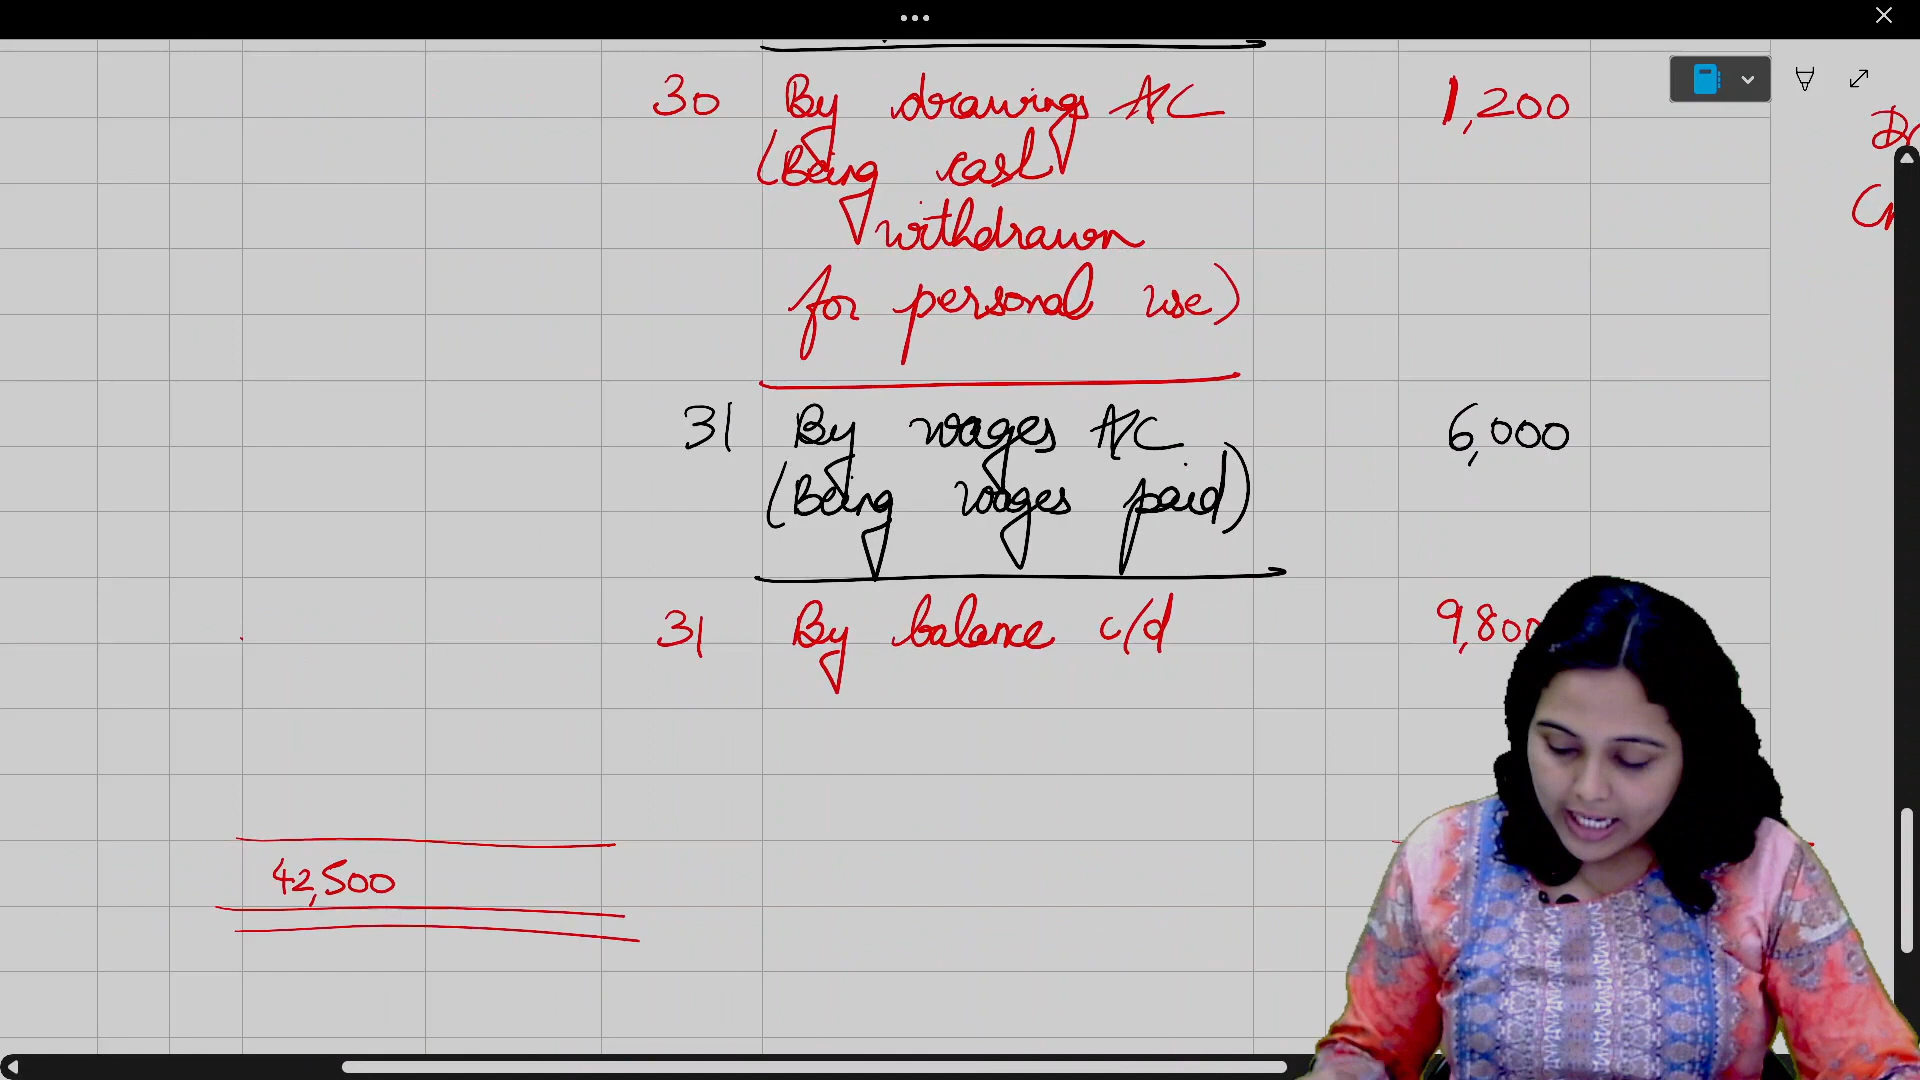 30 By drawings A/C 1,200
(Being cash
withdrawn
for personal use)
31 By wages A/C 6,000
(Being wages paid)
31 By balance c/d 9,800
42,500